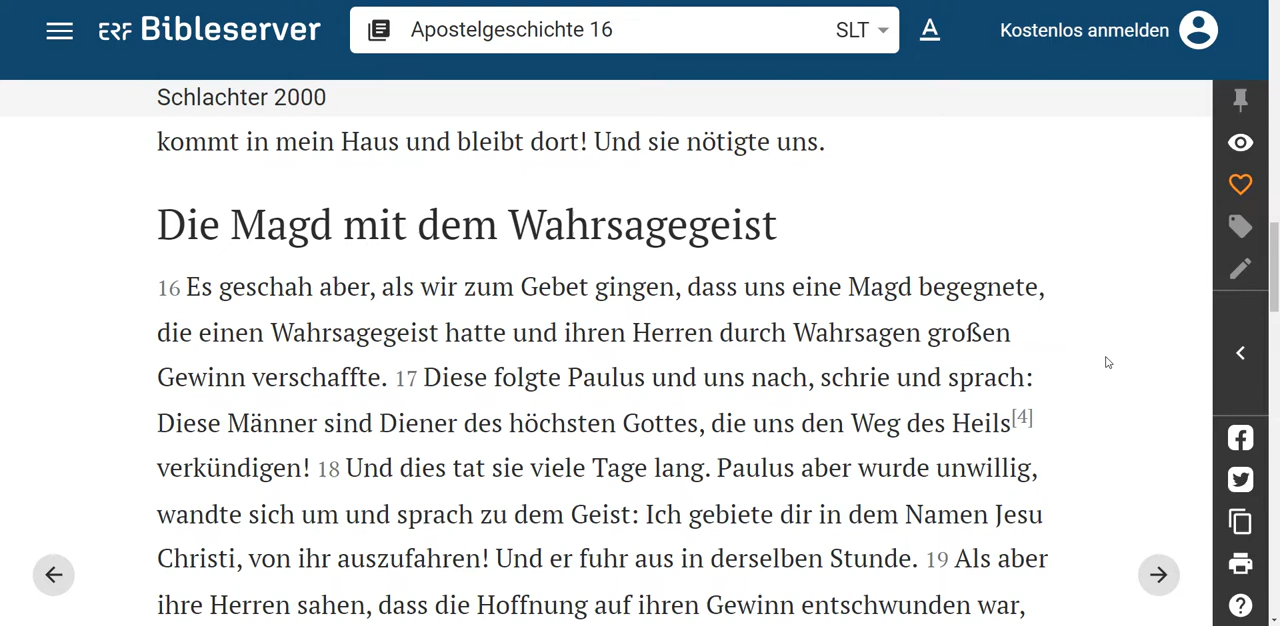 ERF Bibleserver
Apostelgeschichte 16
SLT
A
Kostenlos anmelden
Schlachter 2000
kommt in mein Haus und bleibt dort! Und sie nötigte uns.
Die Magd mit dem Wahrsagegeist
16 Es geschah aber, als wir zum Gebet gingen, dass uns eine Magd begegnete,
die einen Wahrsagegeist hatte und ihren Herren durch Wahrsagen großen
Gewinn verschaffte. 17 Diese folgte Paulus und uns nach, schrie und sprach:
Diese Männer sind Diener des höchsten Gottes, die uns den Weg des Heils[4]
verkündigen! 18 Und dies tat sie viele Tage lang. Paulus aber wurde unwillig,
wandte sich um und sprach zu dem Geist: Ich gebiete dir in dem Namen Jesu
Christi, von ihr auszufahren! Und er fuhr aus in derselben Stunde. 19 Als aber
ihre Herren sahen, dass die Hoffnung auf ihren Gewinn entschwunden war,